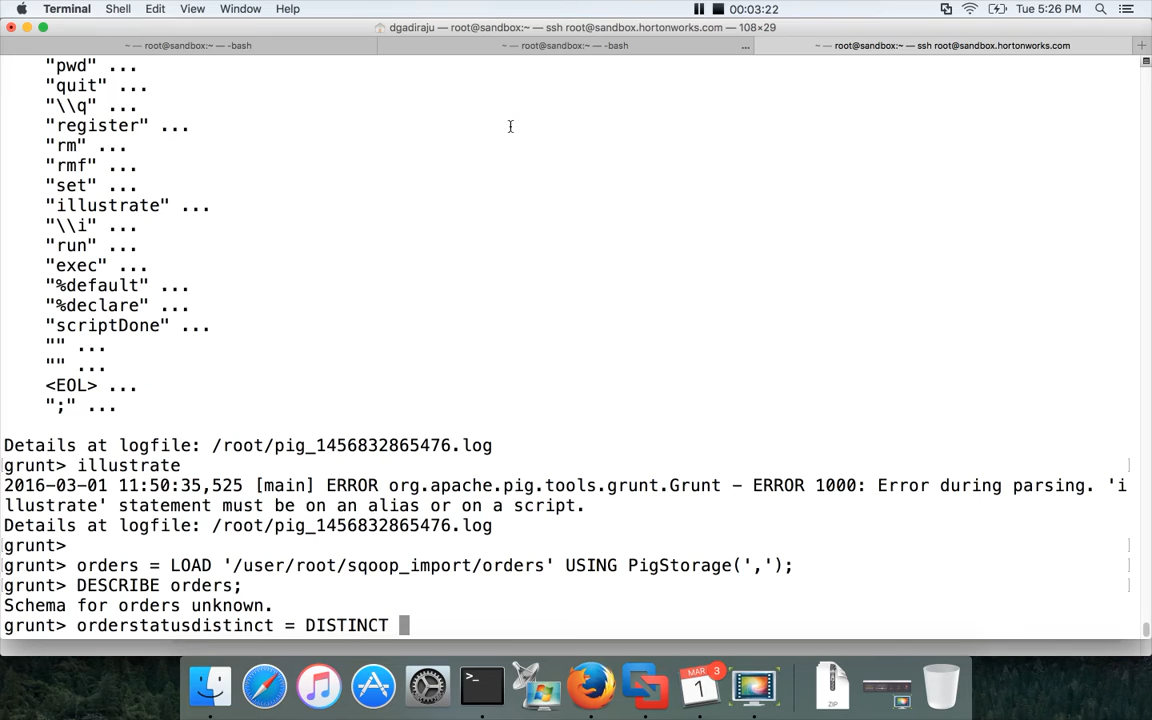 Terminal Shell Edit View Window Help 00:03:22 Tue 5:26 PM
dgadiraju — root@sandbox:~ — ssh root@sandbox.hortonworks.com — 108×29
~ — root@sandbox:~ — -bash ~ — root@sandbox:~ — -bash ... ~ — root@sandbox:~ — ssh root@sandbox.hortonworks.com +
"pwd" ...
"quit" ...
"\\q" ...
"register" ...
"rm" ...
"rmf" ...
"set" ...
"illustrate" ...
"\\i" ...
"run" ...
"exec" ...
"%default" ...
"%declare" ...
"scriptDone" ...
"" ...
"" ...
<EOL> ...
";" ...
Details at logfile: /root/pig_1456832865476.log
grunt> illustrate
2016-03-01 11:50:35,525 [main] ERROR org.apache.pig.tools.grunt.Grunt - ERROR 1000: Error during parsing. 'i
llustrate' statement must be on an alias or on a script.
Details at logfile: /root/pig_1456832865476.log
grunt>
grunt> orders = LOAD '/user/root/sqoop_import/orders' USING PigStorage(',');
grunt> DESCRIBE orders;
Schema for orders unknown.
grunt> orderstatusdistinct = DISTINCT
>_
MAR
1
3
ZIP